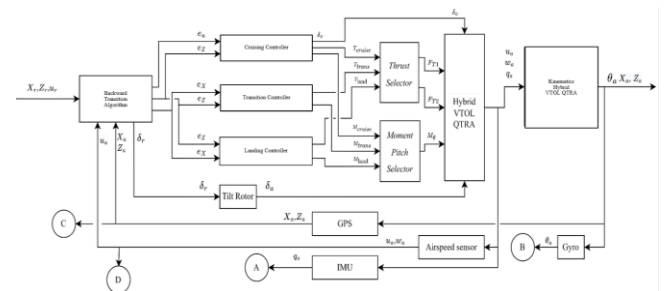 X_r, Z_r, u_r
Backward
Transition
Algorithm
e_u
e_Z
Cruising Controller
i_c
i_c
e_X
e_Z
Transition Controller
e_Z
e_X
Landing Controller
T_cruise
T_trans
T_land
Thrust
Selector
F_T1
F_T2
M_cruise
M_trans
M_land
Moment
Pitch
Selector
M_θ
Hybrid
VTOL
QTRA
u_a
w_a
q_a
Kinematics
Hybrid
VTOL QTRA
θ_a X_a, Z_a
u_a
X_a
Z_a
δ_r
δ_r
Tilt Rotor
δ_a
C
X_a, Z_a
GPS
u_a, w_a
Airspeed sensor
B
θ_a
Gyro
D
A
q_a
IMU